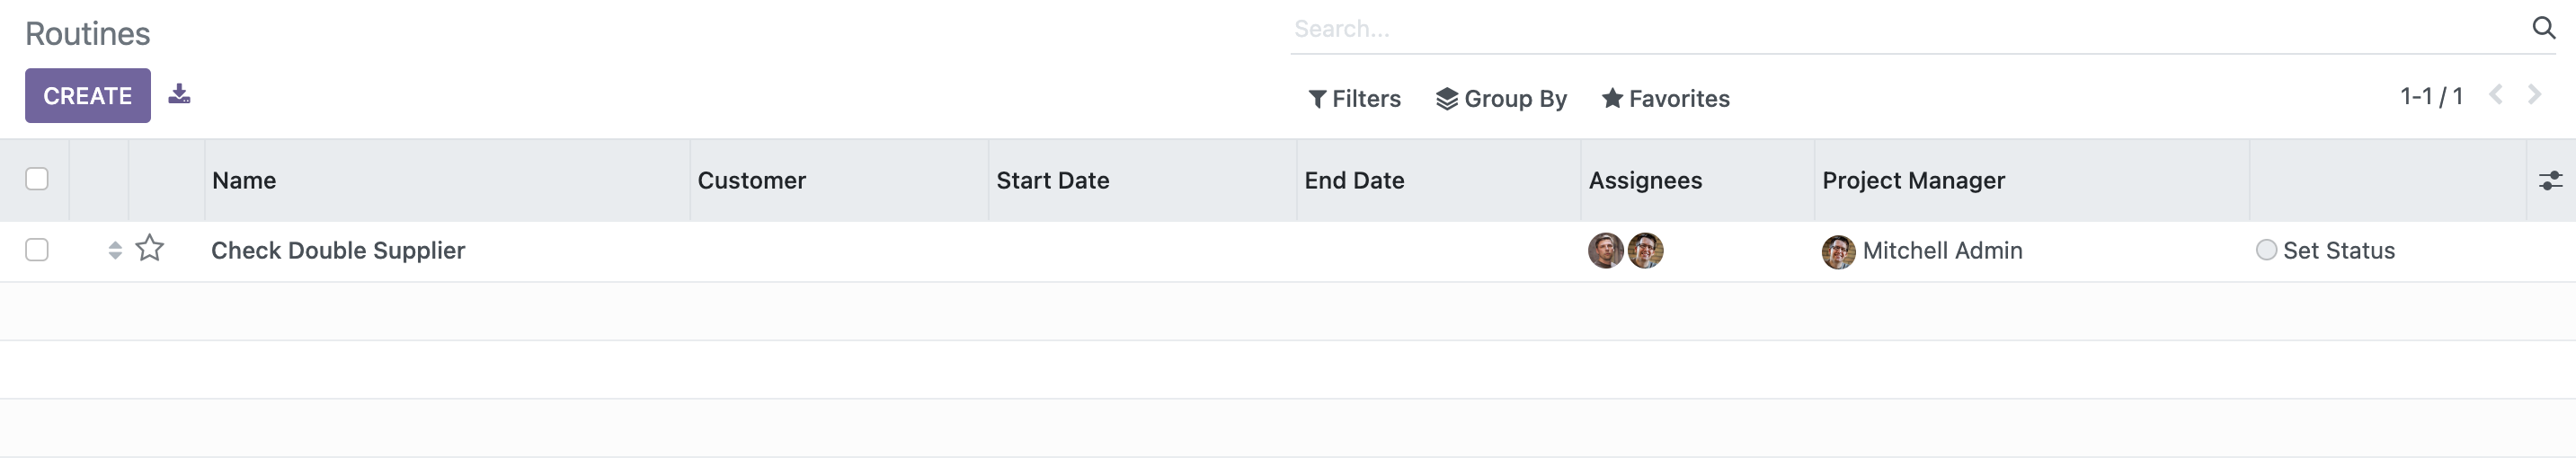 Routines
Search...
CREATE
Filters Group By Favorites
1-1 / 1
Name Customer Start Date End Date Assignees Project Manager
Check Double Supplier Mitchell Admin Set Status